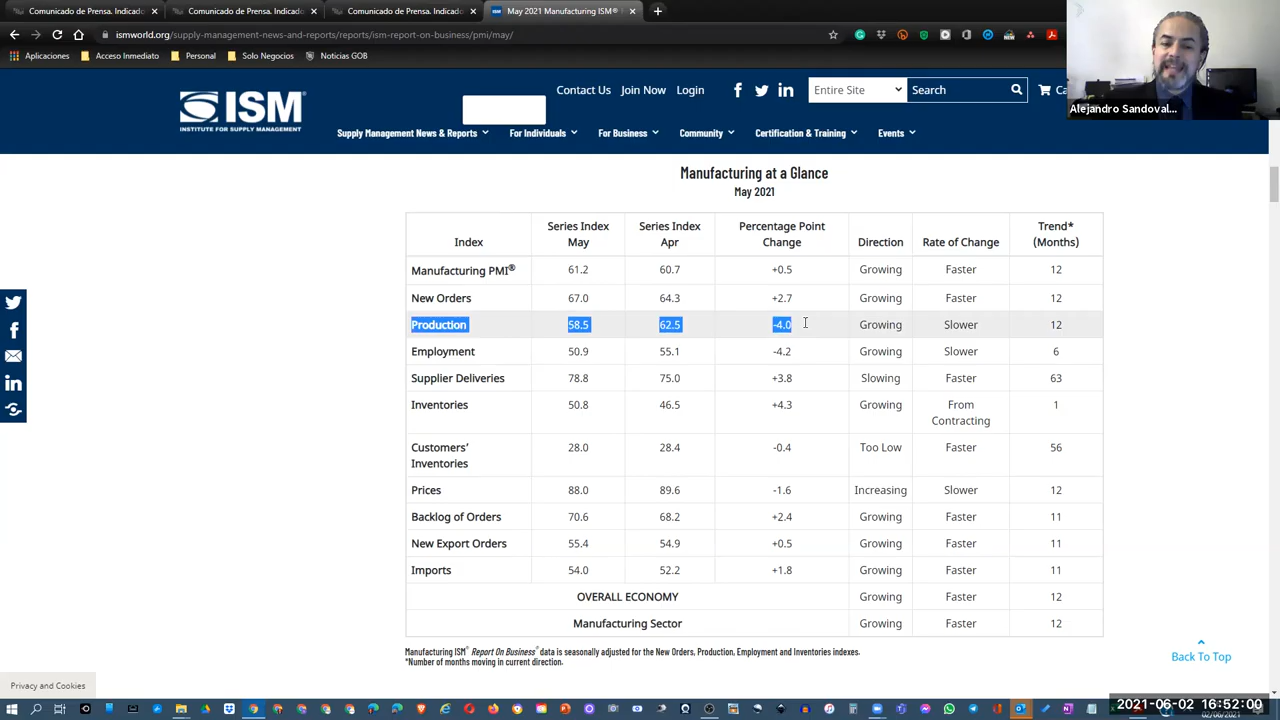 Comunicado de Prensa. Indicado
Comunicado de ISM. Indicador
Comunicado de Prensa. Indicado
May 2021 Manufacturing ISM®
ismworld.org/supply-management-news-and-reports/reports/ism-report-on-business/pmi/may/
Aplicaciones
Acceso Inmediato
Personal
Solo Negocios
Noticias GOB
Alejandro Sandoval...
ISM
INSTITUTE FOR SUPPLY MANAGEMENT
Contact Us
Join Now
Login
Entire Site
Search
Supply Management News & Reports
For Individuals
For Business
Community
Certification & Training
Events
Manufacturing at a Glance
May 2021
Index
Series Index May
Series Index Apr
Percentage Point Change
Direction
Rate of Change
Trend* (Months)
Manufacturing PMI® 61.2 60.7 +0.5 Growing Faster 12
New Orders 67.0 64.3 +2.7 Growing Faster 12
Production 58.5 62.5 -4.0 Growing Slower 12
Employment 50.9 55.1 -4.2 Growing Slower 6
Supplier Deliveries 78.8 75.0 +3.8 Slowing Faster 63
Inventories 50.8 46.5 +4.3 Growing From Contracting 1
Customers' Inventories 28.0 28.4 -0.4 Too Low Faster 56
Prices 88.0 89.6 -1.6 Increasing Slower 12
Backlog of Orders 70.6 68.2 +2.4 Growing Faster 11
New Export Orders 55.4 54.9 +0.5 Growing Faster 11
Imports 54.0 52.2 +1.8 Growing Faster 11
OVERALL ECONOMY Growing Faster 12
Manufacturing Sector Growing Faster 12
Manufacturing ISM® Report On Business® data is seasonally adjusted for the New Orders, Production, Employment and Inventories indexes.
*Number of months moving in current direction.
Back To Top
Privacy and Cookies
2021-06-02 16:52:00
02/06/2021